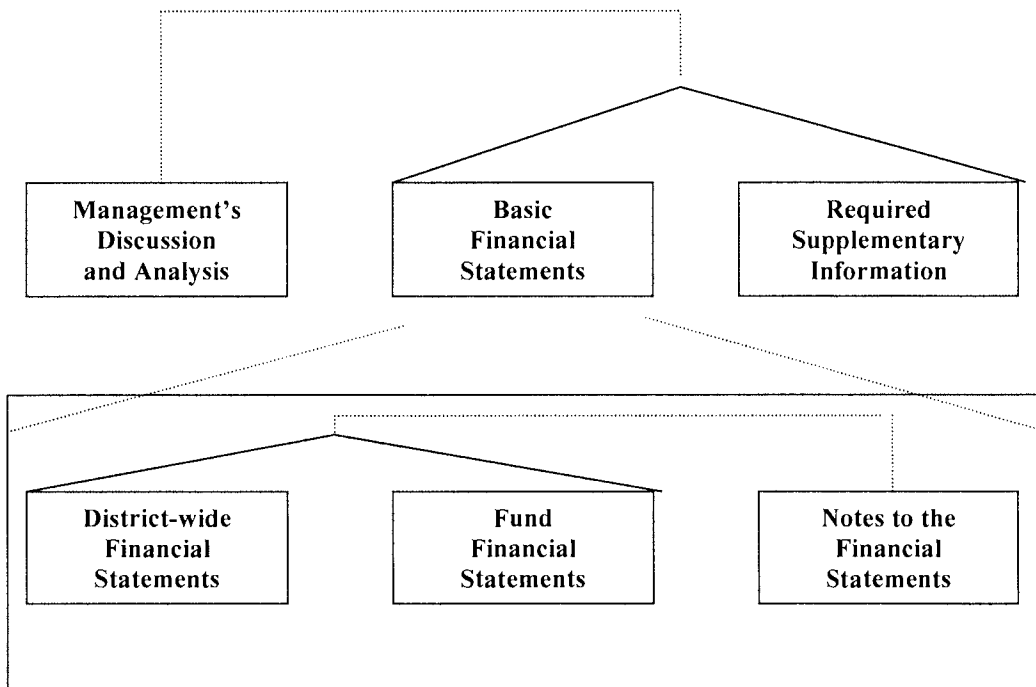 Management's
Discussion
and Analysis
Basic
Financial
Statements
Required
Supplementary
Information
District-wide
Financial
Statements
Fund
Financial
Statements
Notes to the
Financial
Statements